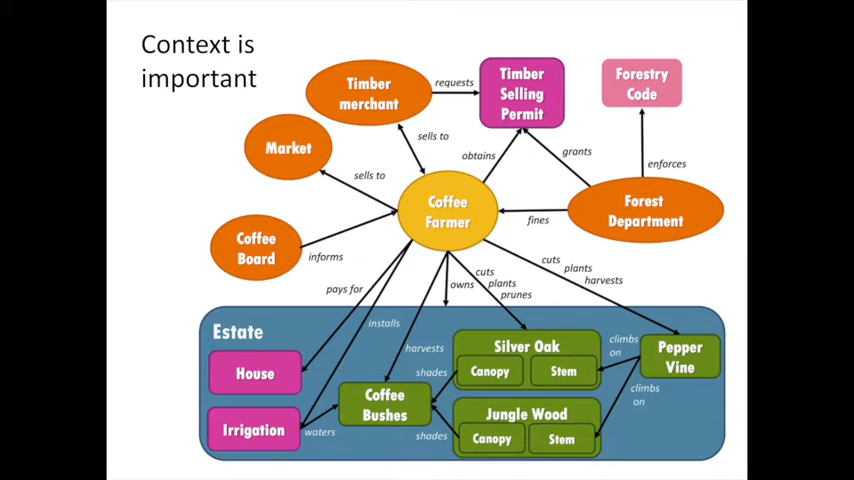 Context is
important
Timber
merchant
requests
Timber
Selling
Permit
Forestry
Code
Market
sells to
sells to
obtains
grants
enforces
Coffee
Farmer
fines
Forest
Department
Coffee
Board
informs
pays for
installs
harvests
owns
cuts
plants
prunes
cuts
plants
harvests
Estate
House
Irrigation
waters
Coffee
Bushes
shades
shades
Silver Oak
Canopy
Stem
Jungle Wood
Canopy
Stem
climbs
on
climbs
on
Pepper
Vine